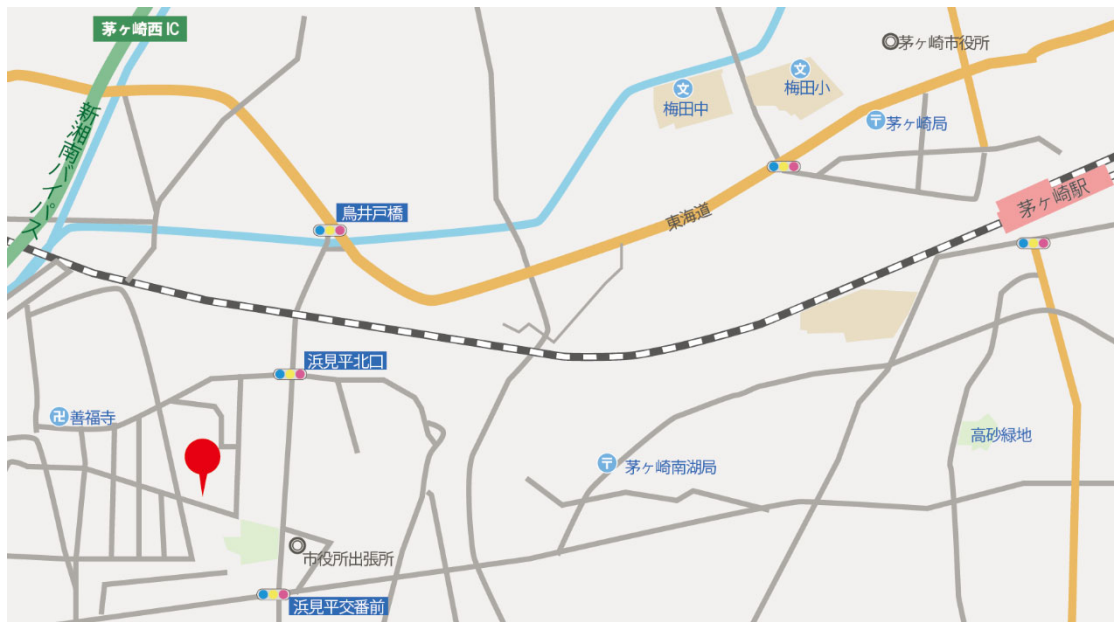 茅ヶ崎西IC
茅ヶ崎市役所
梅田小
文
文
梅田中
茅ヶ崎局
新湘南バイパス
茅ヶ崎駅
東海道
鳥井戸橋
浜見平北口
善福寺
高砂緑地
茅ヶ崎南湖局
市役所出張所
浜見平交番前